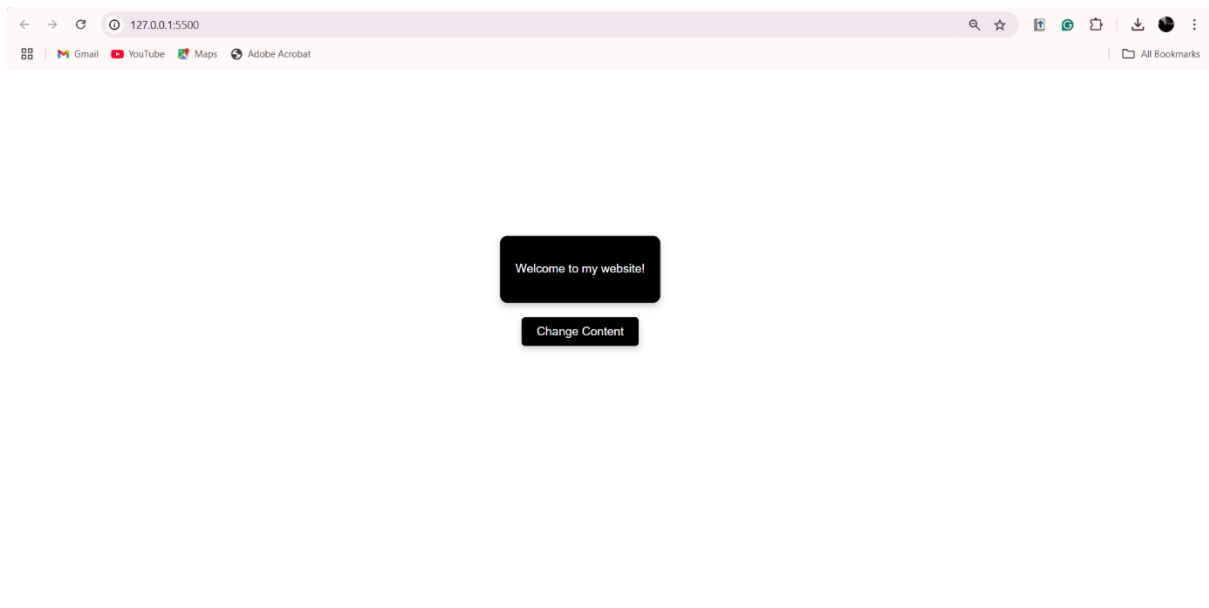 127.0.0.1:5500
Gmail YouTube Maps Adobe Acrobat All Bookmarks
Welcome to my website!
Change Content